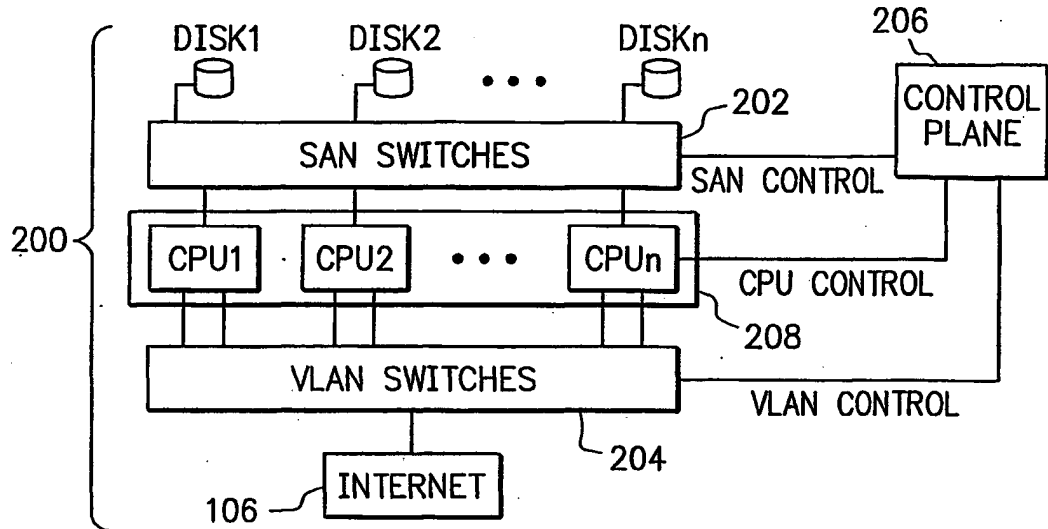 DISK1 DISK2 DISKn 206
202
CONTROL PLANE
SAN SWITCHES
SAN CONTROL
200
CPU1 CPU2 • • • CPUn
CPU CONTROL
208
VLAN SWITCHES
VLAN CONTROL
204
INTERNET
106